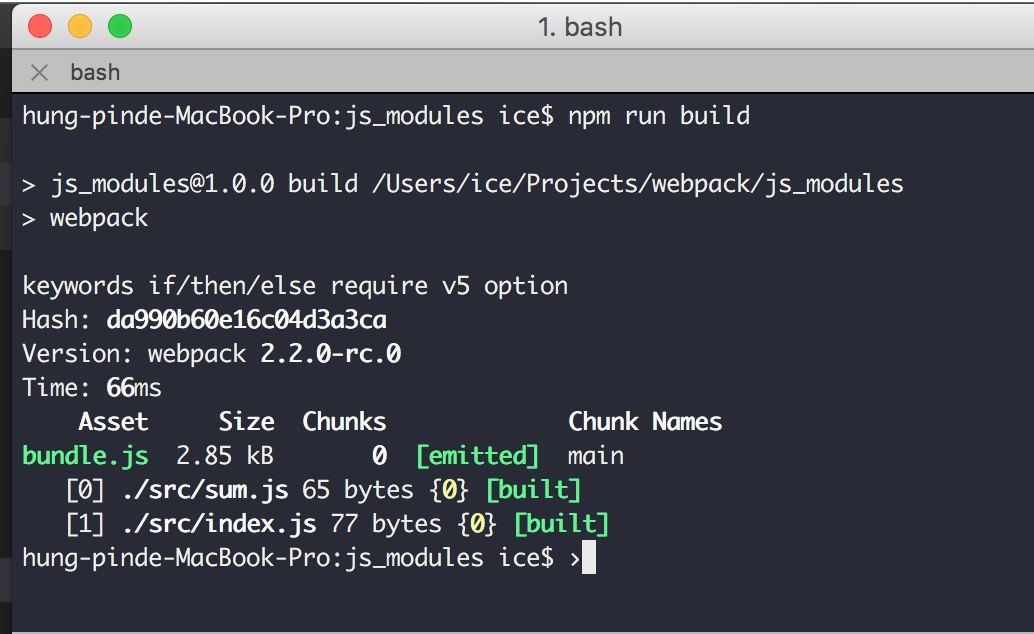 1. bash
bash
hung-pinde-MacBook-Pro:js_modules ice$ npm run build
> js_modules@1.0.0 build /Users/ice/Projects/webpack/js_modules
> webpack
keywords if/then/else require v5 option
Hash: da990b60e16c04d3a3ca
Version: webpack 2.2.0-rc.0
Time: 66ms
Asset Size Chunks Chunk Names
bundle.js 2.85 kB 0 [emitted] main
[0] ./src/sum.js 65 bytes {0} [built]
[1] ./src/index.js 77 bytes {0} [built]
hung-pinde-MacBook-Pro:js_modules ice$ ›